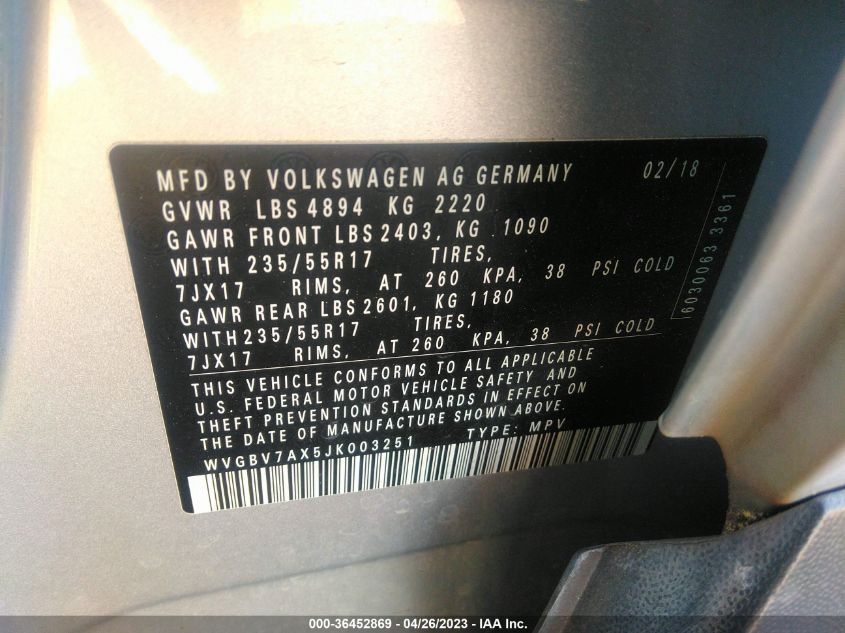 MFD BY VOLKSWAGEN AG GERMANY 02/18
GVWR LBS 4894 KG 2220
GAWR FRONT LBS 2403, KG 1090
WITH 235/55R17 TIRES,
7JX17 RIMS, AT 260 KPA, 38 PSI COLD
GAWR REAR LBS 2601, KG 1180
WITH 235/55R17 TIRES,
7JX17 RIMS, AT 260 KPA, 38 PSI COLD
THIS VEHICLE CONFORMS TO ALL APPLICABLE
U.S. FEDERAL MOTOR VEHICLE SAFETY AND
THEFT PREVENTION STANDARDS IN EFFECT ON
THE DATE OF MANUFACTURE SHOWN ABOVE.
WVGBV7AX5JK003251 TYPE: MPV
6030063 3361
000-36452869 - 04/26/2023 - IAA Inc.